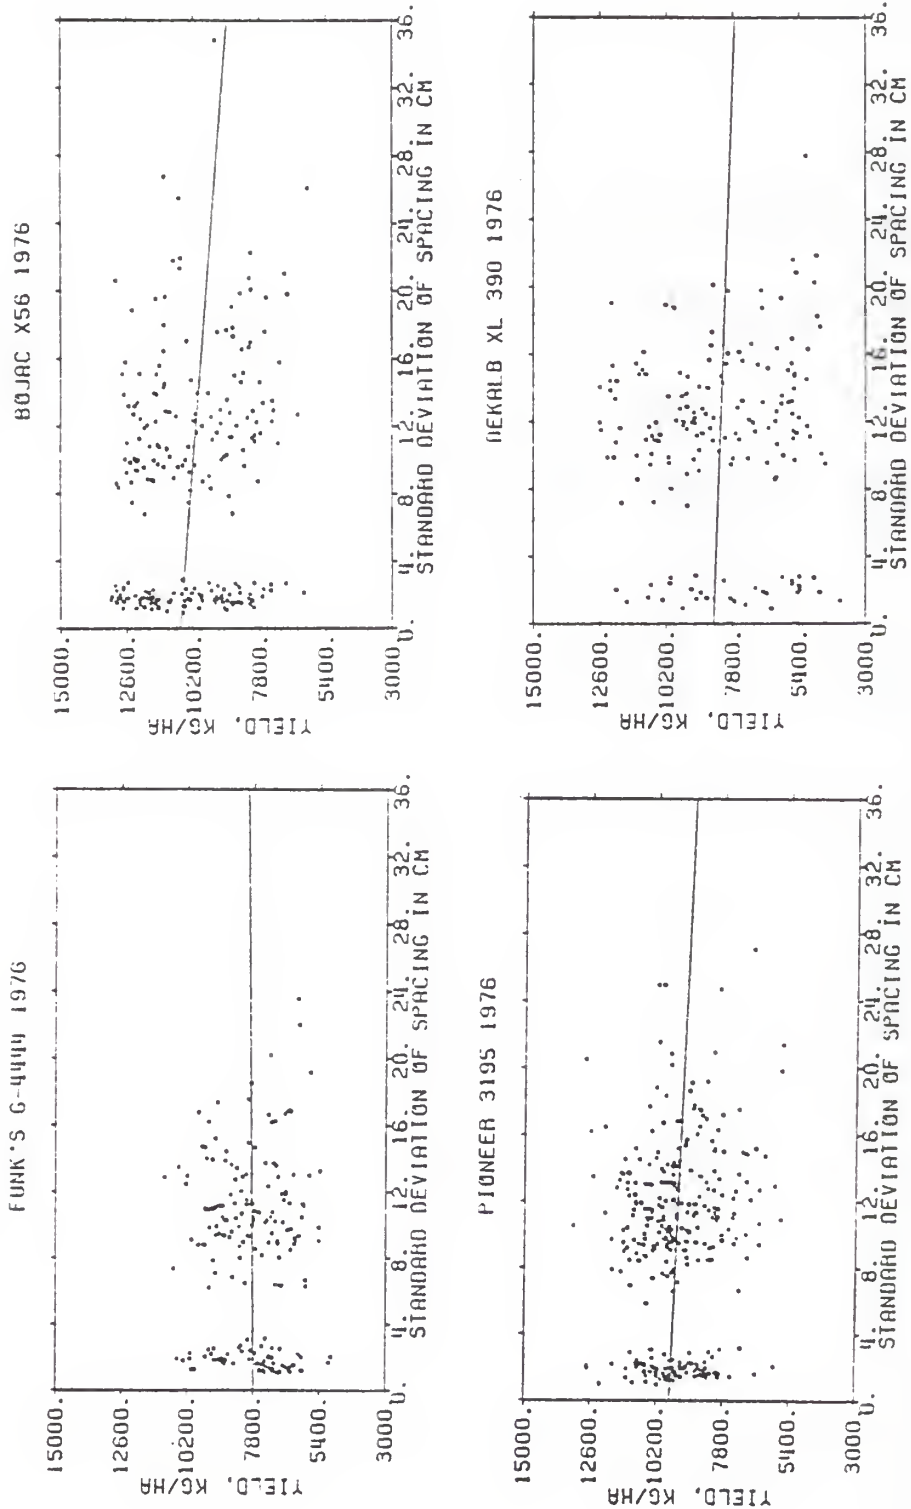 FUNK'S G-4444 1976
15000.
12600.
10200.
7800.
5400.
3000.
YIELD, KG/HA
0. 4. 8. 12. 16. 20. 24. 28. 32. 36.
STANDARD DEVIATION OF SPACING IN CM
BOJAC X56 1976
15000.
12600.
10200.
7800.
5400.
3000.
YIELD, KG/HA
0. 4. 8. 12. 16. 20. 24. 28. 32. 36.
STANDARD DEVIATION OF SPACING IN CM
PIONEER 3195 1976
15000.
12600.
10200.
7800.
5400.
3000.
YIELD, KG/HA
0. 4. 8. 12. 16. 20. 24. 28. 32. 36.
STANDARD DEVIATION OF SPACING IN CM
DEKALB XL 390 1976
15000.
12600.
10200.
7800.
5400.
3000.
YIELD, KG/HA
0. 4. 8. 12. 16. 20. 24. 28. 32. 36.
STANDARD DEVIATION OF SPACING IN CM